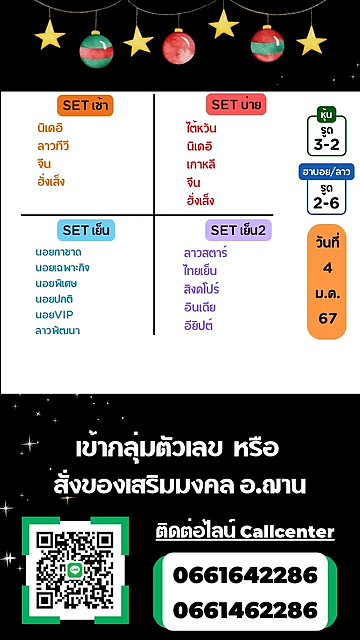 SET เช้า
นิเคอิ
ลาวทีวี
จีน
ฮั่งเส็ง
SET บ่าย
ไต้หวัน
นิเคอิ
เกาหลี
จีน
ฮั่งเส็ง
หุ้น
รูด
3-2
ฮานอย/ลาว
รูด
2-6
SET เย็น
นอยกาชาด
นอยเฉพาะกิจ
นอยพิเศษ
นอยปกติ
นอยVIP
ลาวพัฒนา
SET เย็น2
ลาวสตาร์
ไทยเย็น
สิงคโปร์
อินเดีย
อียิปต์
วันที่
4
ม.ค.
67
เข้ากลุ่มตัวเลข หรือ
สั่งของเสริมมงคล อ.ฌาน
ติดต่อไลน์ Callcenter
0661642286
0661462286
LINE